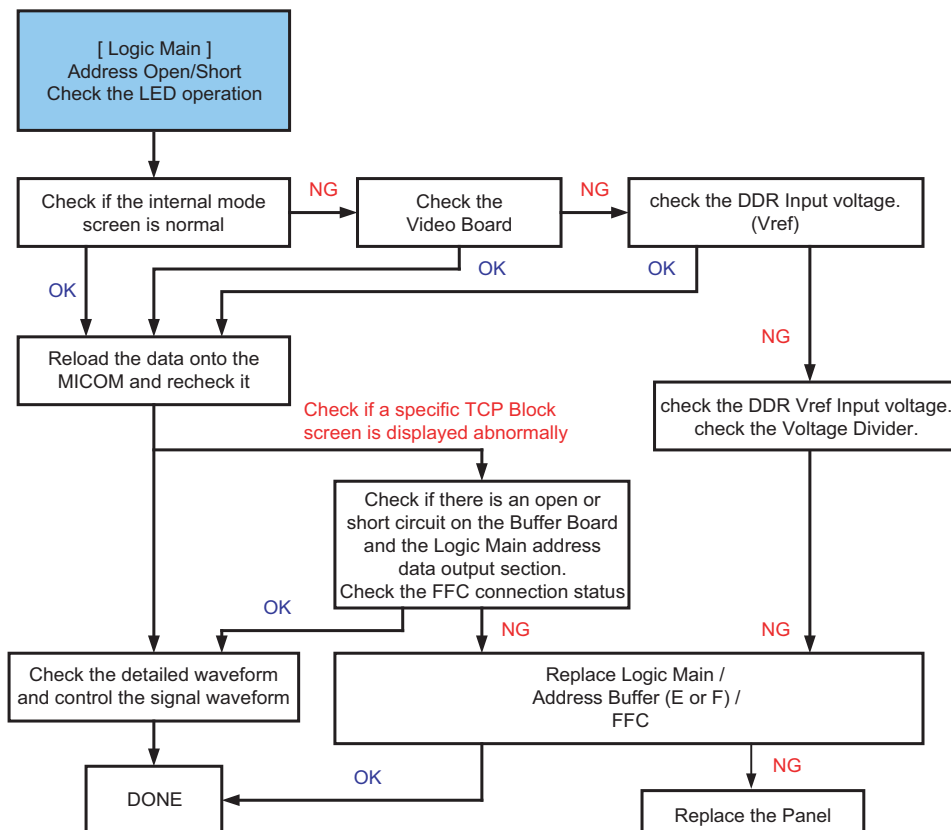 [ Logic Main ]
Address Open/Short
Check the LED operation
Check if the internal mode
screen is normal
NG
Check the
Video Board
NG
check the DDR Input voltage.
(Vref)
OK
OK
OK
NG
Reload the data onto the
MICOM and recheck it
check the DDR Vref Input voltage.
check the Voltage Divider.
Check if a specific TCP Block
screen is displayed abnormally
Check if there is an open or
short circuit on the Buffer Board
and the Logic Main address
data output section.
Check the FFC connection status
OK
NG
NG
Check the detailed waveform
and control the signal waveform
Replace Logic Main /
Address Buffer (E or F) /
FFC
OK
NG
DONE
Replace the Panel